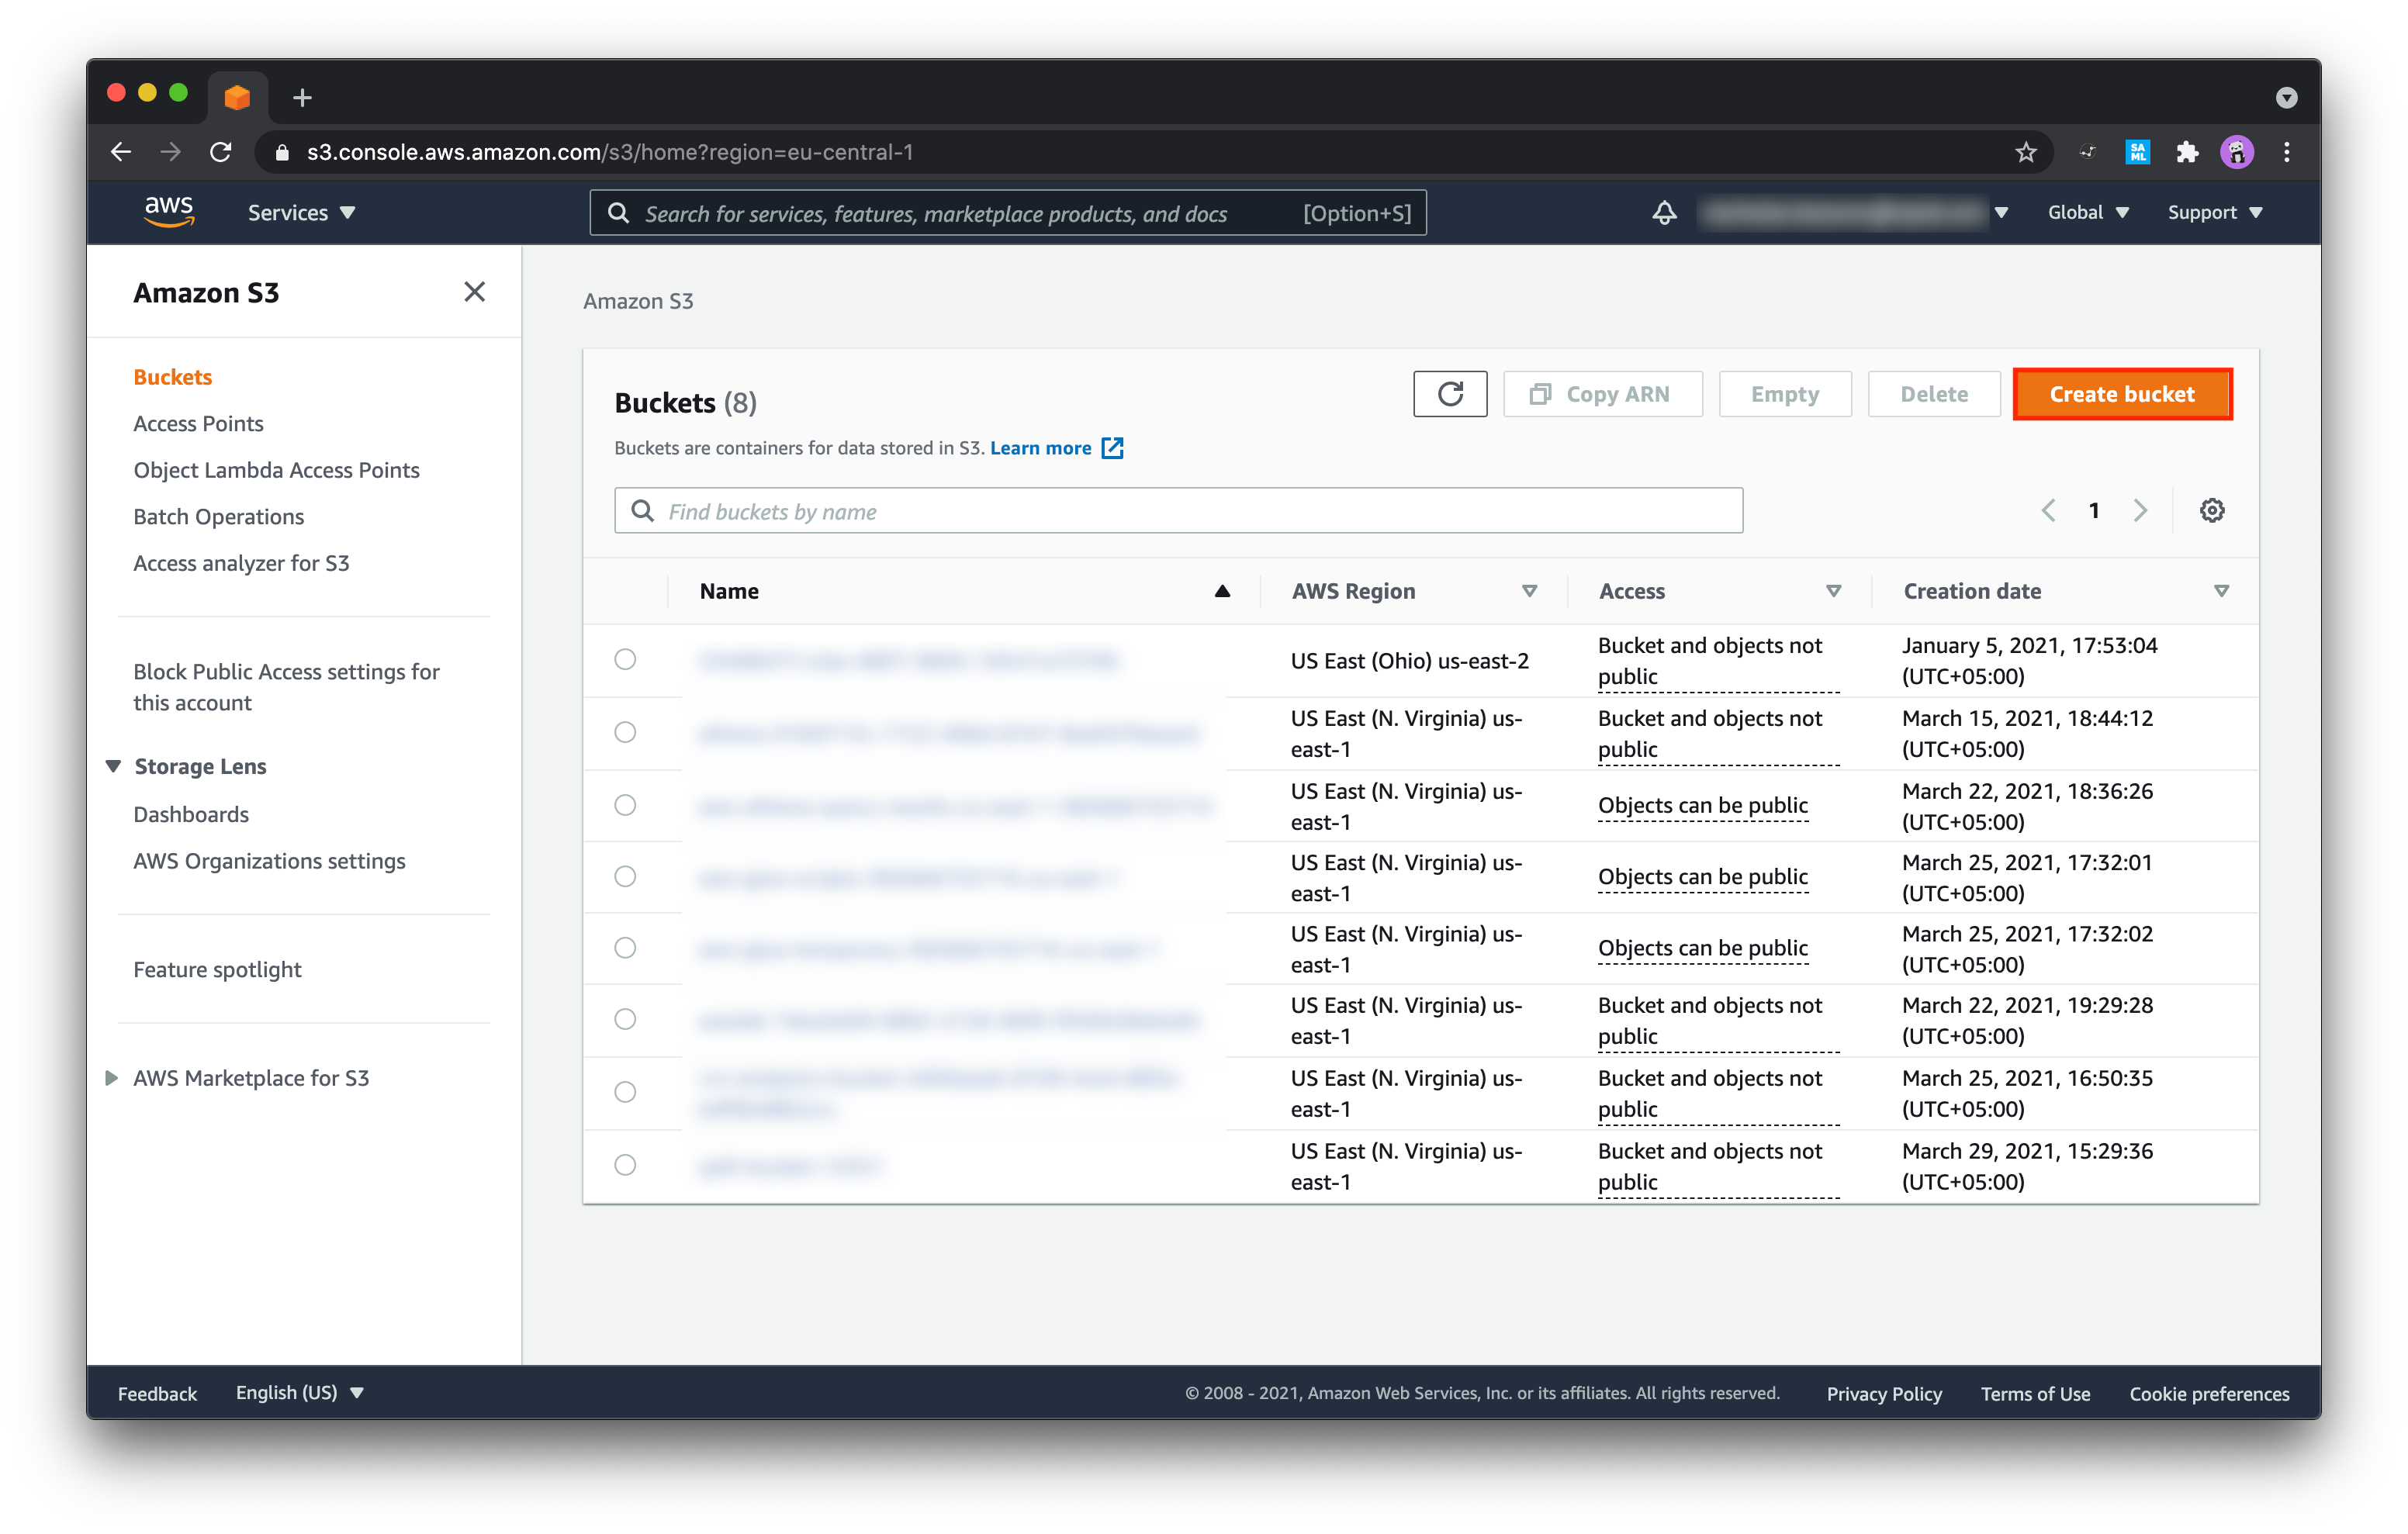 s3.console.aws.amazon.com/s3/home?region=eu-central-1
SA
ML
aws
Services
Search for services, features, marketplace products, and docs
[Option+S]
Global
Support
Amazon S3
Buckets
Access Points
Object Lambda Access Points
Batch Operations
Access analyzer for S3
Block Public Access settings for
this account
Storage Lens
Dashboards
AWS Organizations settings
Feature spotlight
AWS Marketplace for S3
Amazon S3
Buckets (8)
Copy ARN
Empty
Delete
Create bucket
Buckets are containers for data stored in S3. Learn more
Find buckets by name
1
Name
AWS Region
Access
Creation date
US East (Ohio) us-east-2
Bucket and objects not
public
January 5, 2021, 17:53:04
(UTC+05:00)
US East (N. Virginia) us-
east-1
Bucket and objects not
public
March 15, 2021, 18:44:12
(UTC+05:00)
US East (N. Virginia) us-
east-1
Objects can be public
March 22, 2021, 18:36:26
(UTC+05:00)
US East (N. Virginia) us-
east-1
Objects can be public
March 25, 2021, 17:32:01
(UTC+05:00)
US East (N. Virginia) us-
east-1
Objects can be public
March 25, 2021, 17:32:02
(UTC+05:00)
US East (N. Virginia) us-
east-1
Bucket and objects not
public
March 22, 2021, 19:29:28
(UTC+05:00)
US East (N. Virginia) us-
east-1
Bucket and objects not
public
March 25, 2021, 16:50:35
(UTC+05:00)
US East (N. Virginia) us-
east-1
Bucket and objects not
public
March 29, 2021, 15:29:36
(UTC+05:00)
Feedback
English (US)
© 2008 - 2021, Amazon Web Services, Inc. or its affiliates. All rights reserved.
Privacy Policy
Terms of Use
Cookie preferences